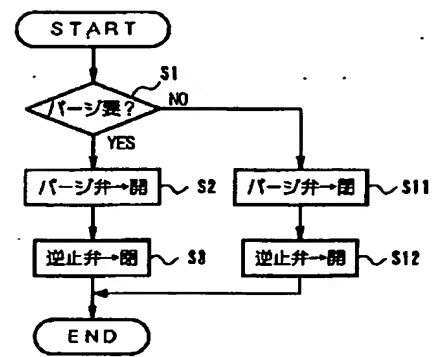 START
S1
パージ要?
NO
YES
パージ弁→開
S2
パージ弁→閉
S11
逆止弁→閉
S3
逆止弁→開
S12
END